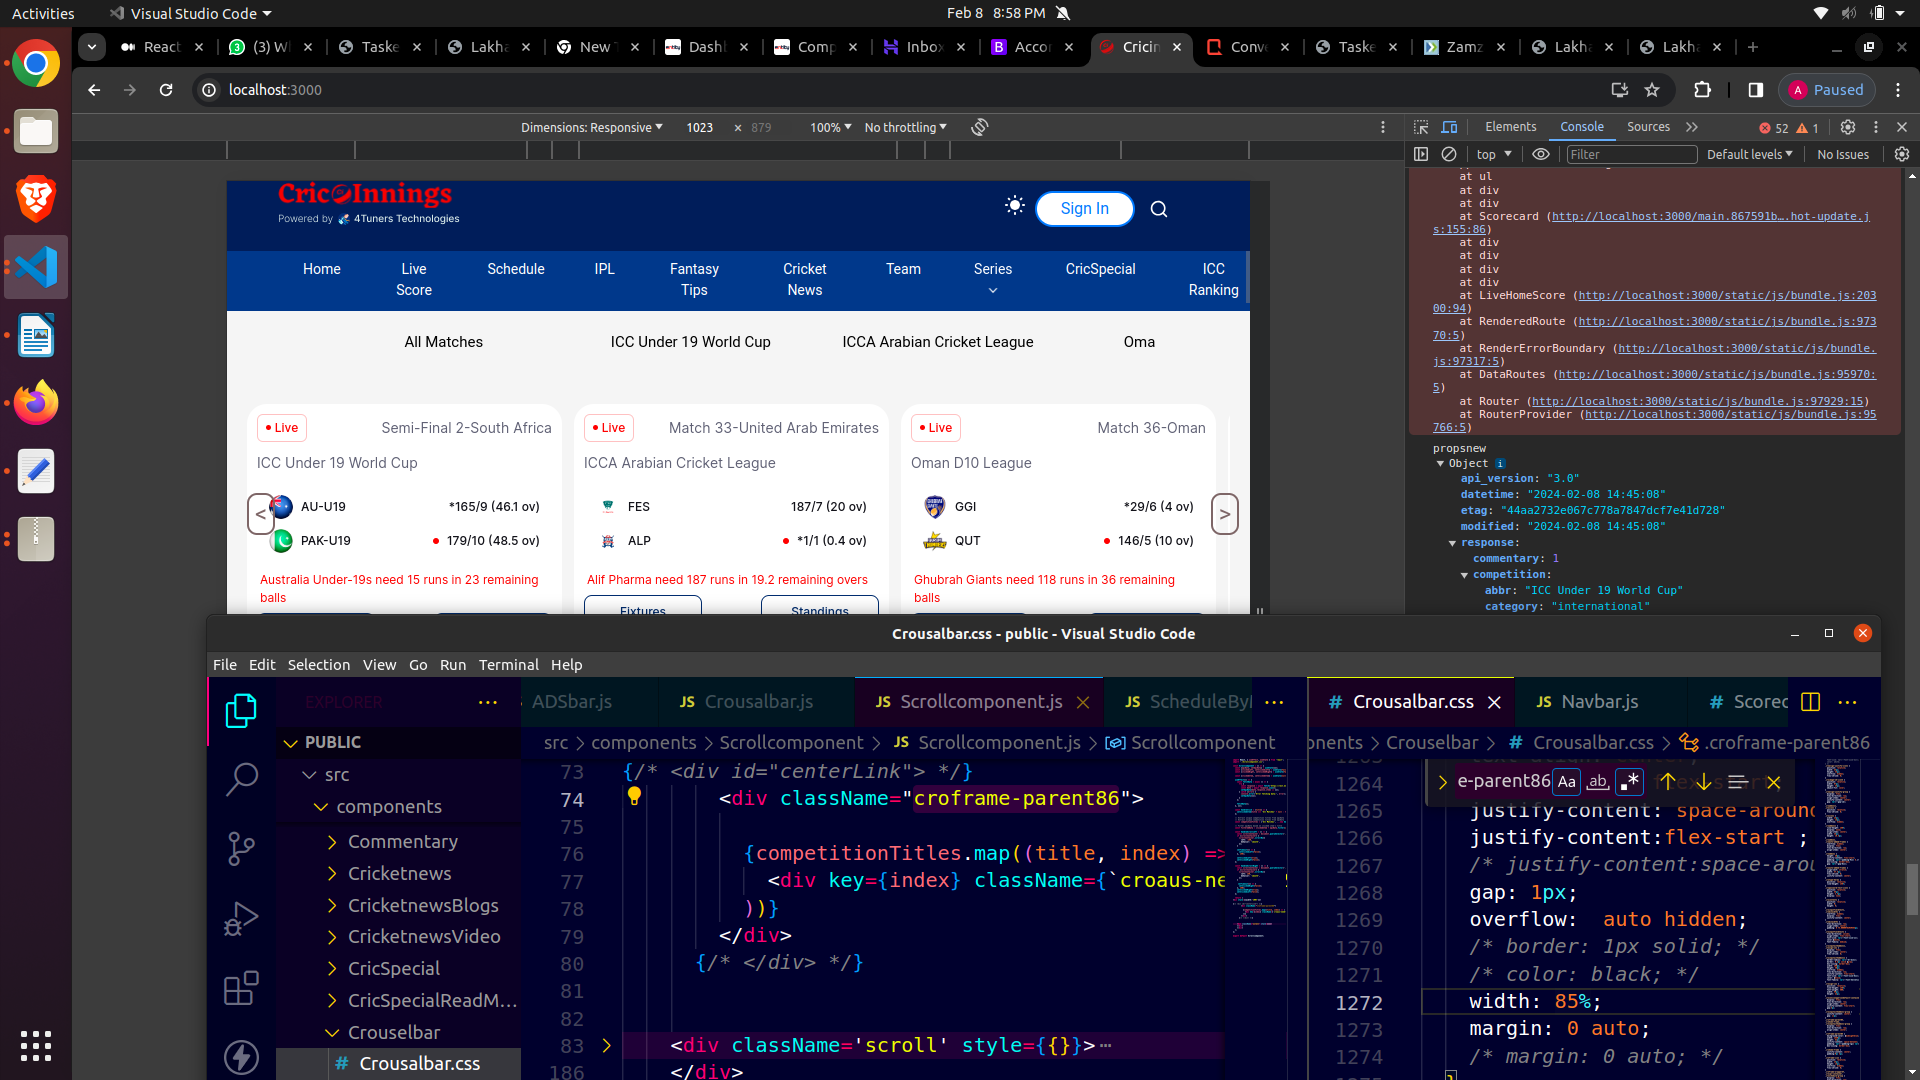 Activities
Visual Studio Code
Feb 8 8:58 PM
React
(3) W
Taske
Lakha
New T
Dash
Comp
Inbox
Accor
Cricin
Conve
Taske
Zamz
Lakha
Lakha
localhost:3000
Paused
Dimensions: Responsive
1023
×
879
100%
No throttling
Elements
Console
Sources
52
1
top
Filter
Default levels
No Issues
CricInnings
Powered by 4Tuners Technologies
Sign In
Home
Live
Score
Schedule
IPL
Fantasy
Tips
Cricket
News
Team
Series
CricSpecial
ICC
Ranking
All Matches
ICC Under 19 World Cup
ICCA Arabian Cricket League
Oma
Live
Semi-Final 2-South Africa
ICC Under 19 World Cup
AU-U19
*165/9 (46.1 ov)
PAK-U19
179/10 (48.5 ov)
Australia Under-19s need 15 runs in 23 remaining
balls
Live
Match 33-United Arab Emirates
ICCA Arabian Cricket League
FES
187/7 (20 ov)
ALP
*1/1 (0.4 ov)
Alif Pharma need 187 runs in 19.2 remaining overs
Fixtures
Standings
Live
Match 36-Oman
Oman D10 League
GGI
*29/6 (4 ov)
QUT
146/5 (10 ov)
Ghubrah Giants need 118 runs in 36 remaining
balls
<
>
at ul
at div
at div
at Scorecard (http://localhost:3000/main.867591b….hot-update.j
s:155:86)
at div
at div
at div
at div
at LiveHomeScore (http://localhost:3000/static/js/bundle.js:203
00:94)
at RenderedRoute (http://localhost:3000/static/js/bundle.js:973
70:5)
at RenderErrorBoundary (http://localhost:3000/static/js/bundle.
js:97317:5)
at DataRoutes (http://localhost:3000/static/js/bundle.js:95970:
5)
at Router (http://localhost:3000/static/js/bundle.js:97929:15)
at RouterProvider (http://localhost:3000/static/js/bundle.js:95
766:5)
propsnew
Object i
api_version: "3.0"
datetime: "2024-02-08 14:45:08"
etag: "44aa2732e067c778a7847dcf7e41d728"
modified: "2024-02-08 14:45:08"
response:
commentary: 1
competition:
abbr: "ICC Under 19 World Cup"
category: "international"
Crousalbar.css - public - Visual Studio Code
File Edit Selection View Go Run Terminal Help
EXPLORER
ADSbar.js
JS Crousalbar.js
JS Scrollcomponent.js
JS ScheduleByI
# Crousalbar.css
JS Navbar.js
# Scorec
PUBLIC
src
components
Commentary
Cricketnews
CricketnewsBlogs
CricketnewsVideo
CricSpecial
CricSpecialReadM...
Crouselbar
# Crousalbar.css
src > components > Scrollcomponent > JS Scrollcomponent.js > Scrollcomponent
73 {/* <div id="centerLink"> */}
74 <div className="croframe-parent86">
75
76 {competitionTitles.map((title, index) =>
77 <div key={index} className={`croaus-ne
78 ))}
79 </div>
80 {/* </div> */}
81
82
83 <div className='scroll' style={{}}>
186 </div>
onents > Crouselbar > # Crousalbar.css > .croframe-parent86
e-parent86
Aa
ab
.*
1264 flex-start
1265 justify-content: space-aroun
1266 justify-content:flex-start ;
1267 /* justify-content:space-arou
1268 gap: 1px;
1269 overflow: auto hidden;
1270 /* border: 1px solid; */
1271 /* color: black; */
1272 width: 85%;
1273 margin: 0 auto;
1274 /* margin: 0 auto; */
}